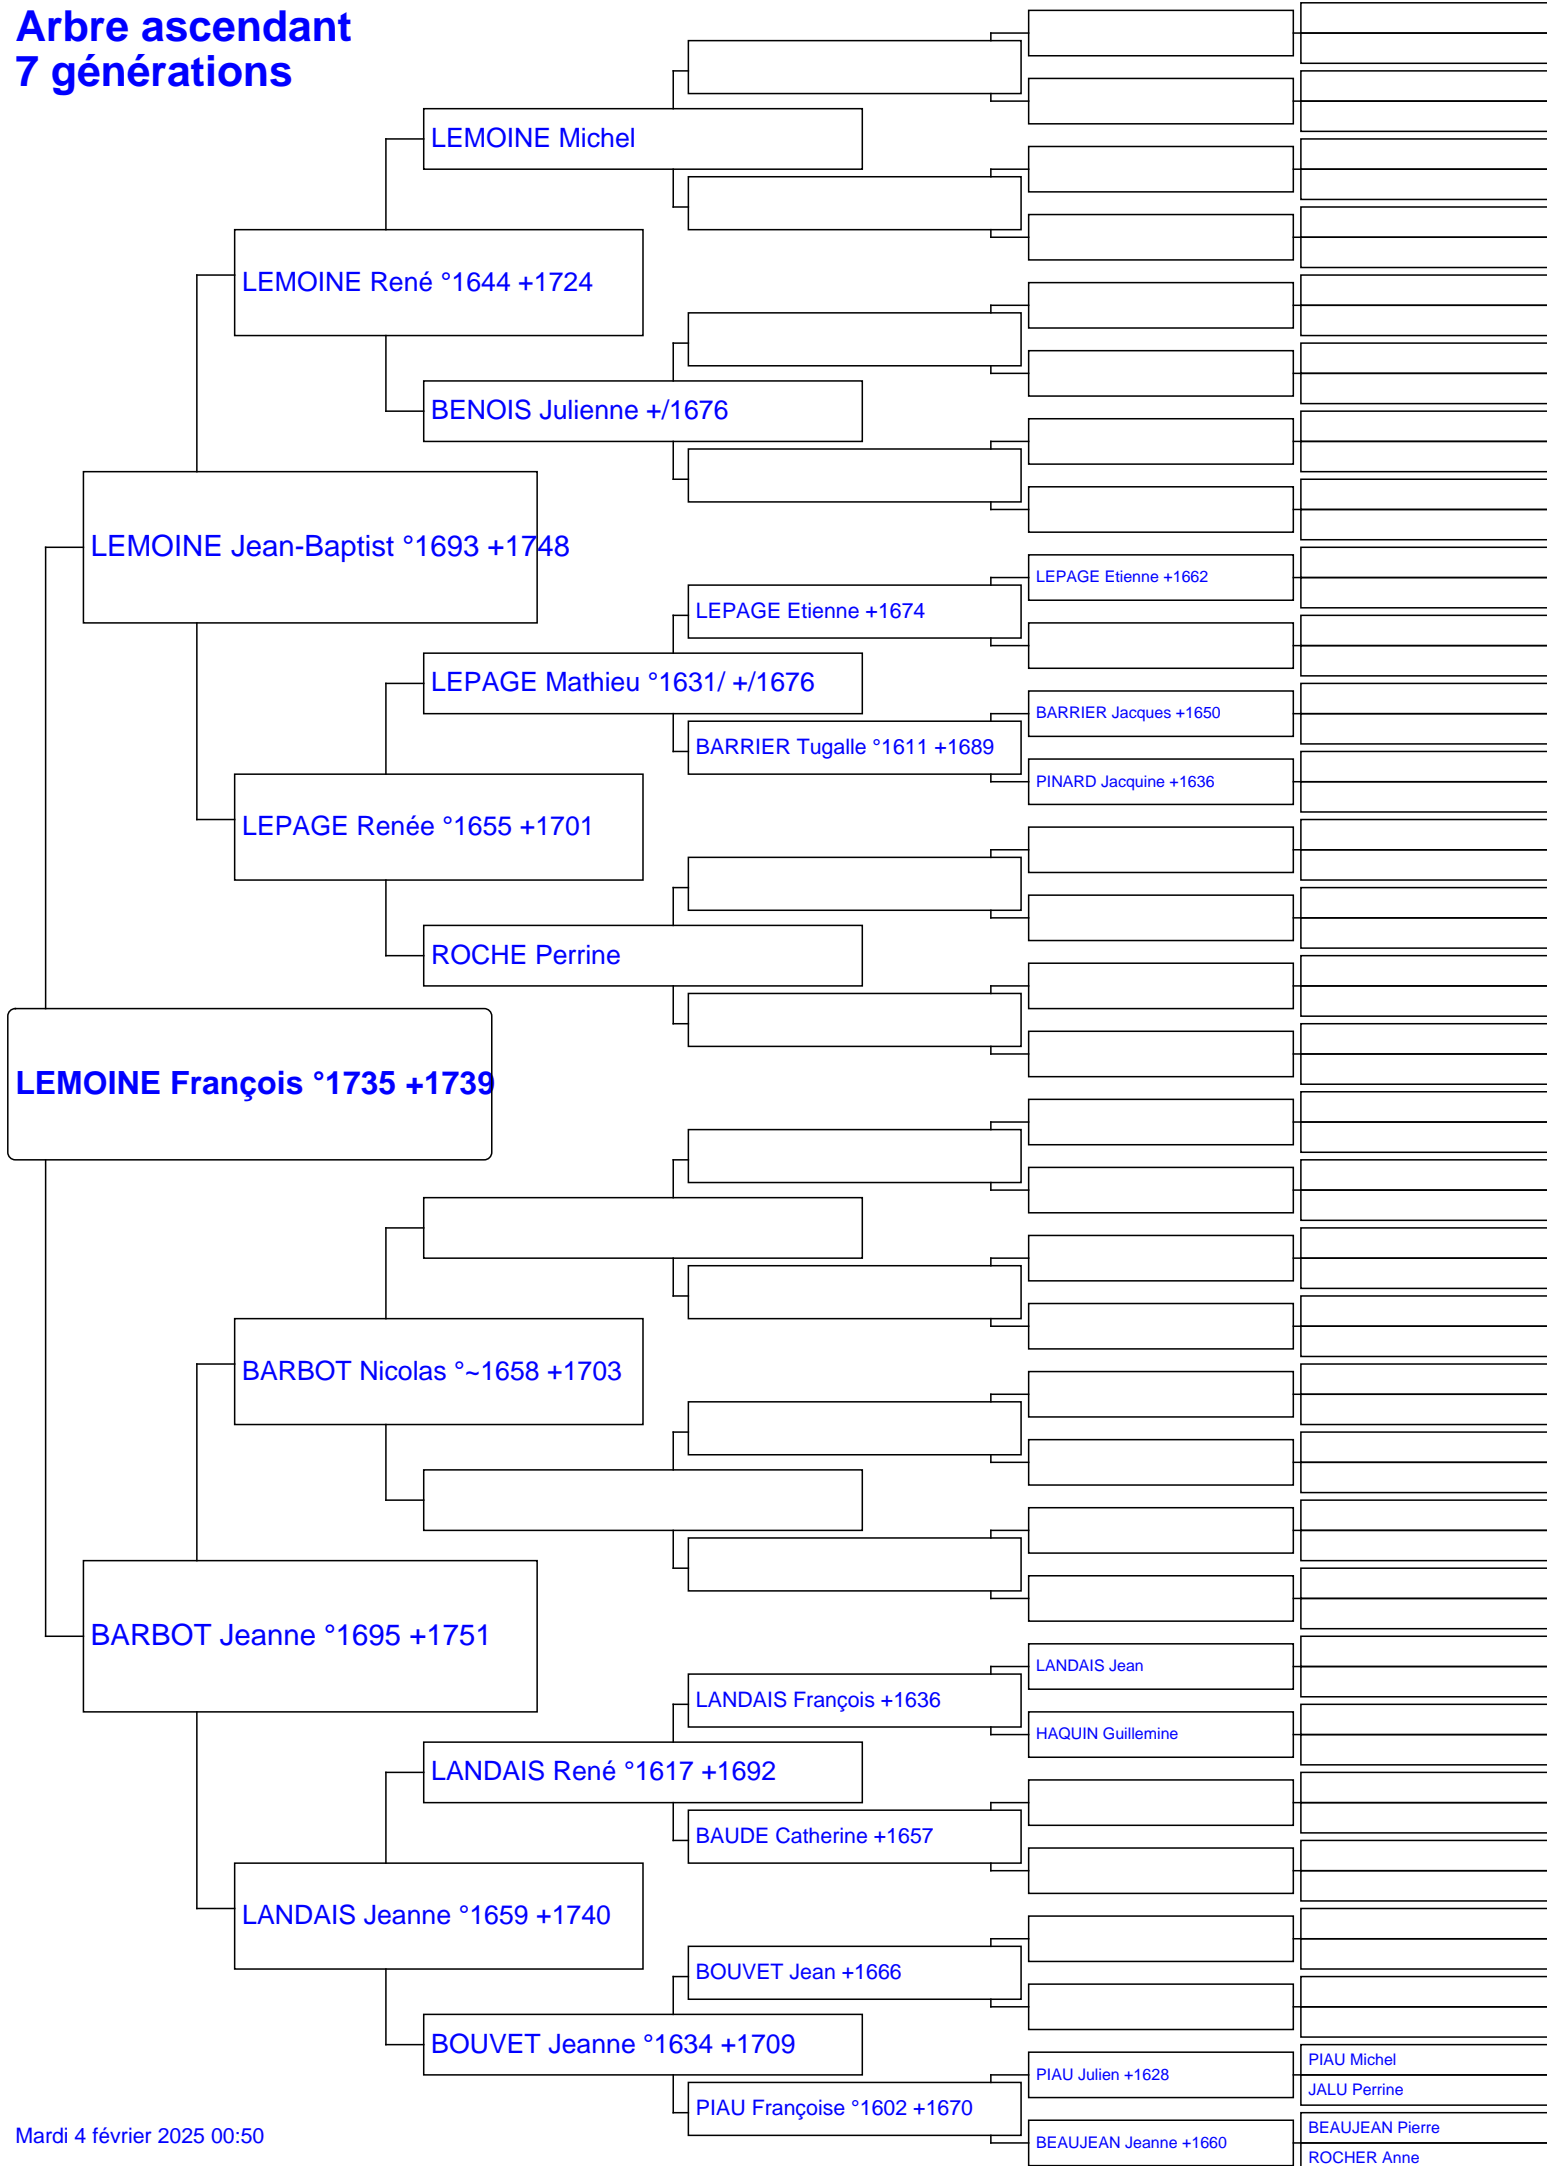 Arbre ascendant
7 générations
LEMOINE Michel
LEMOINE René °1644 +1724
BENOIS Julienne +/1676
LEMOINE Jean-Baptist °1693 +1748
LEPAGE Etienne +1662
LEPAGE Etienne +1674
LEPAGE Mathieu °1631/ +/1676
BARRIER Jacques +1650
BARRIER Tugalle °1611 +1689
PINARD Jacquine +1636
LEPAGE Renée °1655 +1701
ROCHE Perrine
LEMOINE François °1735 +1739
BARBOT Nicolas °~1658 +1703
BARBOT Jeanne °1695 +1751
LANDAIS Jean
LANDAIS François +1636
HAQUIN Guillemine
LANDAIS René °1617 +1692
BAUDE Catherine +1657
LANDAIS Jeanne °1659 +1740
BOUVET Jean +1666
BOUVET Jeanne °1634 +1709
PIAU Michel
PIAU Julien +1628
JALU Perrine
PIAU Françoise °1602 +1670
BEAUJEAN Pierre
BEAUJEAN Jeanne +1660
ROCHER Anne
Mardi 4 février 2025 00:50